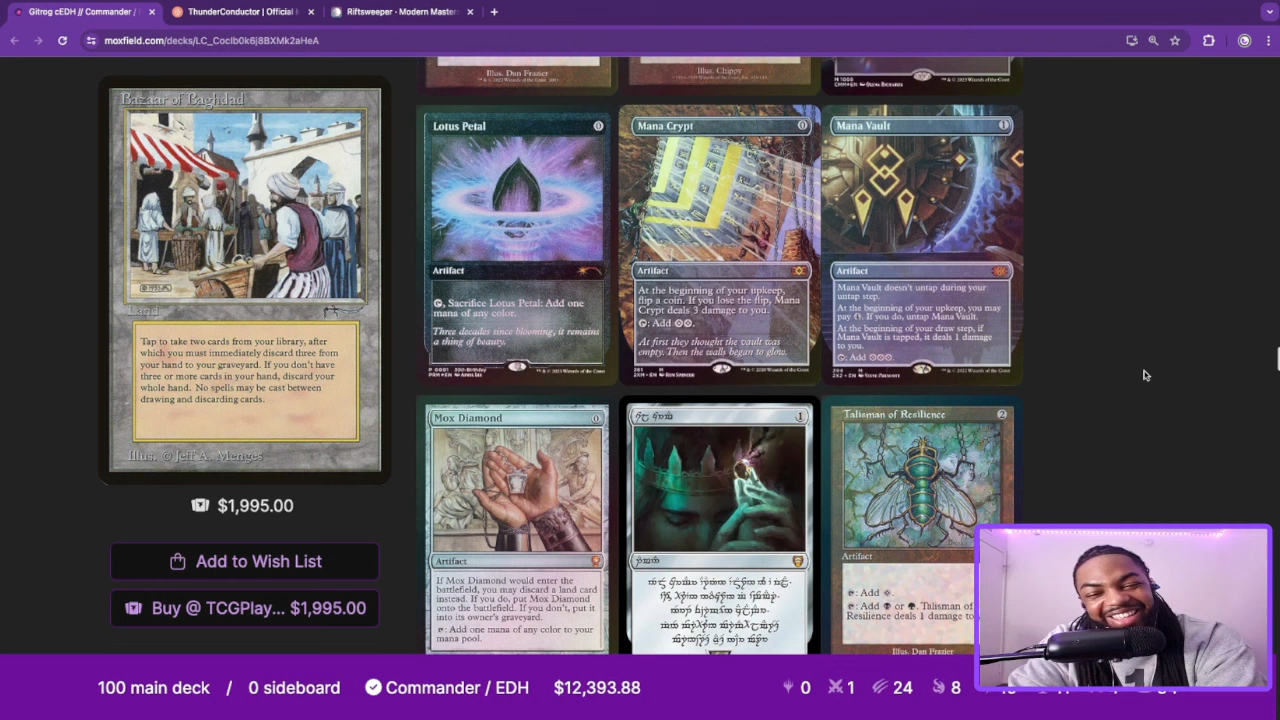 Gitrog cEDH // Commander /
ThunderConductor | Official
Riftsweeper - Modern Master
moxfield.com/decks/LC_CocIb0k6j8BXMk2aHeA
Bazaar of Baghdad
Land
Tap to take two cards from your library, after
which you must immediately discard three from
your hand to your graveyard. If you don't have
three or more cards in your hand, discard your
whole hand. No spells may be cast between
drawing and discarding cards.
Illus. © Jeff A. Menges
$1,995.00
Add to Wish List
Buy @ TCGPlay... $1,995.00
Illus. Dan Frazier
Illus. Chippy
Lotus Petal 0
Artifact
, Sacrifice Lotus Petal: Add one
mana of any color.
Three decades since blooming, it remains
a thing of beauty.
Mana Crypt 0
Artifact
At the beginning of your upkeep,
flip a coin. If you lose the flip, Mana
Crypt deals 3 damage to you.
: Add
At first they thought the vault was
empty. Then the walls began to glow.
Mana Vault 1
Artifact
Mana Vault doesn't untap during your
untap step.
At the beginning of your upkeep, you may
pay 4. If you do, untap Mana Vault.
At the beginning of your draw step, if
Mana Vault is tapped, it deals 1 damage
to you.
: Add
Mox Diamond 0
Artifact
If Mox Diamond would enter the
battlefield, you may discard a land card
instead. If you do, put Mox Diamond
onto the battlefield. If you don't, put it
into its owner's graveyard.
: Add one mana of any color to your
mana pool.
1
Talisman of Resilience 2
Artifact
: Add
: Add or . Talisman of
Resilience deals 1 damage
Illus. Dan Frazier
100 main deck / 0 sideboard Commander / EDH $12,393.88 0 1 24 8